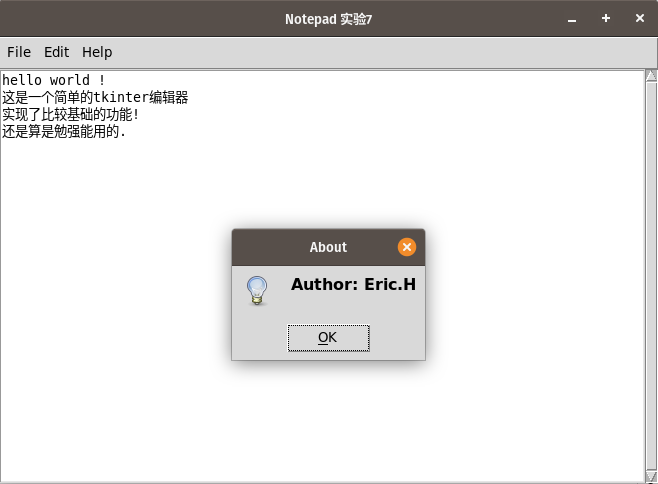 Notepad 实验7
File Edit Help
hello world !
这是一个简单的tkinter编辑器
实现了比较基础的功能!
还是算是勉强能用的.
About
Author: Eric.H
OK